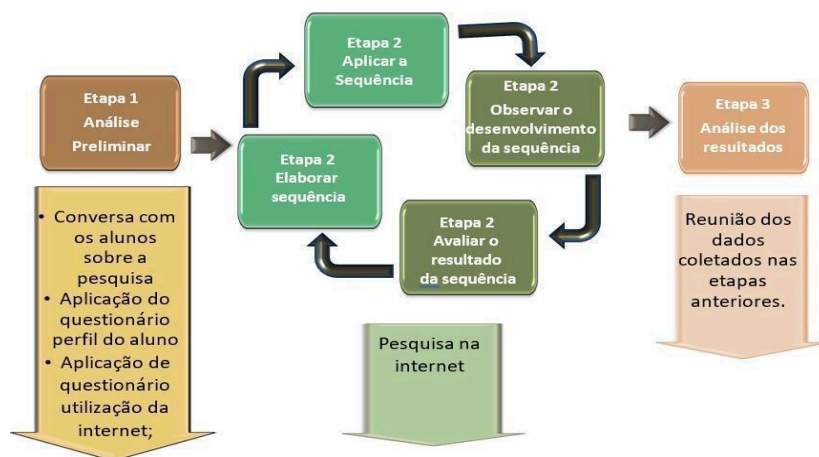 Etapa 1
Análise
Preliminar
Etapa 2
Aplicar a
Sequência
Etapa 2
Observar o
desenvolvimento
da sequência
Etapa 3
Análise dos
resultados
Etapa 2
Elaborar
sequência
Etapa 2
Avaliar o
resultado
da sequência
• Conversa com
os alunos
sobre a
pesquisa
• Aplicação do
questionário
perfil do aluno
• Aplicação de
questionário
utilização da
internet;
Pesquisa na
internet
Reunião dos
dados
coletados nas
etapas
anteriores.